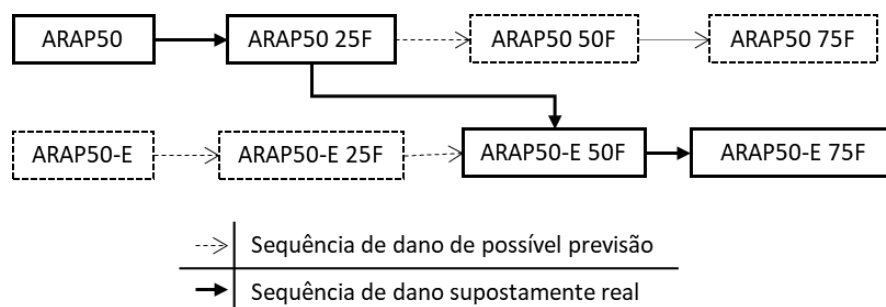 ARAP50 ARAP50 25F ARAP50 50F ARAP50 75F
ARAP50-E ARAP50-E 25F ARAP50-E 50F ARAP50-E 75F
Sequência de dano de possível previsão
Sequência de dano supostamente real